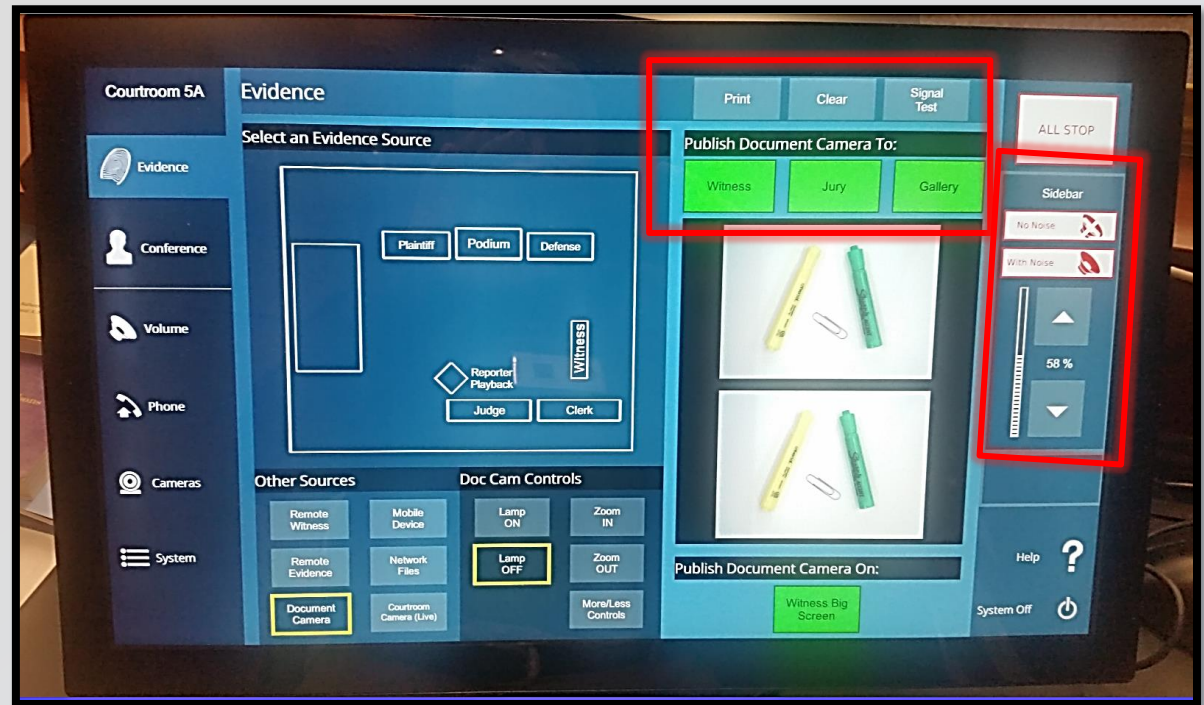 Courtroom 5A
Evidence
Conference
Volume
Phone
Cameras
System
Evidence
Print
Clear
Signal
Test
Select an Evidence Source
Plaintiff
Podium
Defense
Witness
Reporter
Playback
Judge
Clerk
Other Sources
Remote
Witness
Mobile
Device
Remote
Evidence
Network
Files
Document
Camera
Courtroom
Camera (Live)
Doc Cam Controls
Lamp
ON
Zoom
IN
Lamp
OFF
Zoom
OUT
More/Less
Controls
Publish Document Camera To:
Witness
Jury
Gallery
Publish Document Camera On:
Witness Big
Screen
ALL STOP
Sidebar
No Noise
With Noise
58 %
Help
?
System Off